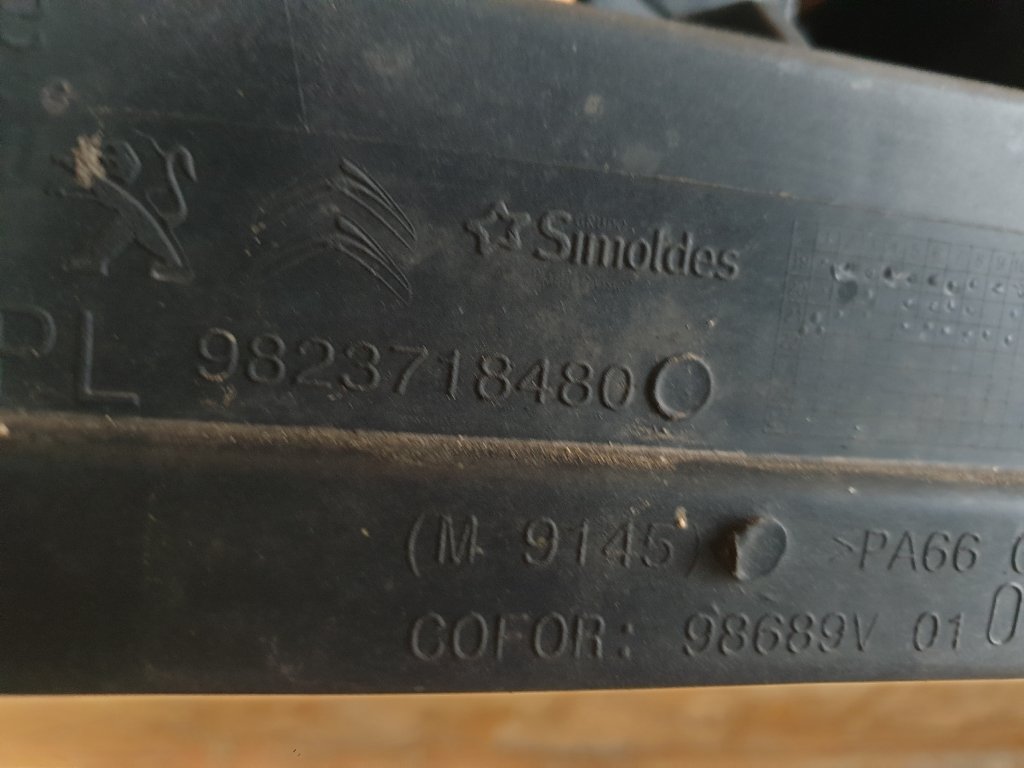 Simoldes
PL 9823718480
(M 9145) >PA66
COFOR: 98689V 01